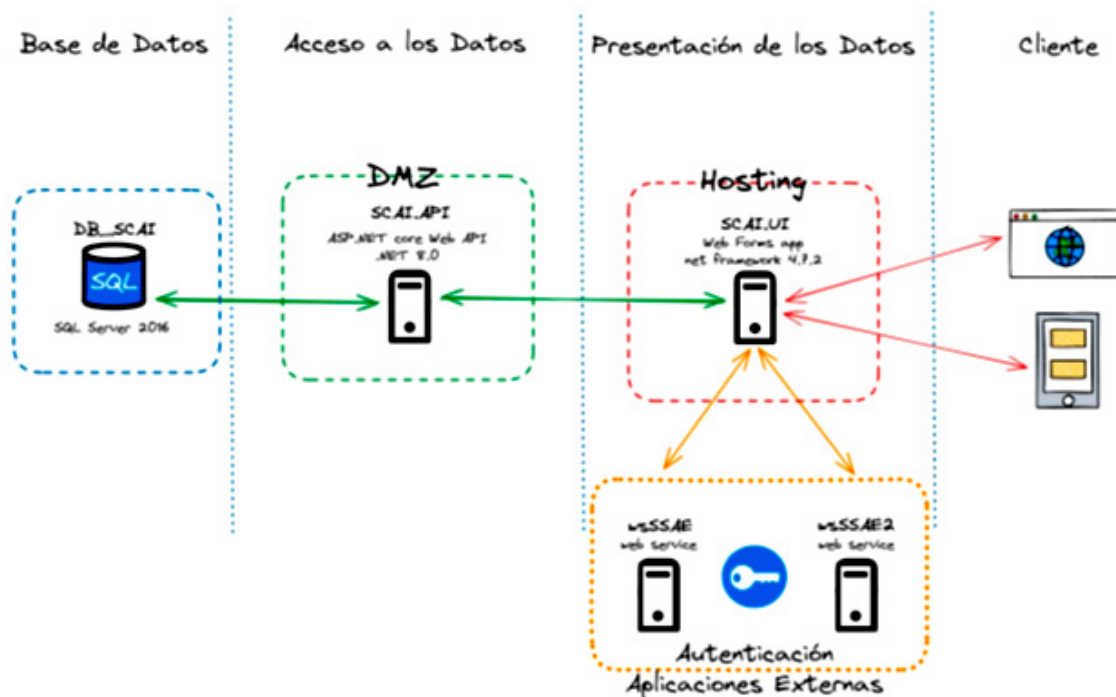 Base de Datos
Acceso a los Datos
Presentación de los Datos
Cliente
DB_SCAI
SQL
SQL Server 2016
DMZ
SCAI.API
ASP.NET core Web API
.NET 8.0
Hosting
SCAI.UI
Web Forms app
net framework 4.7.2
wsSSAE
web service
wsSSAE2
web service
Autenticación
Aplicaciones Externas